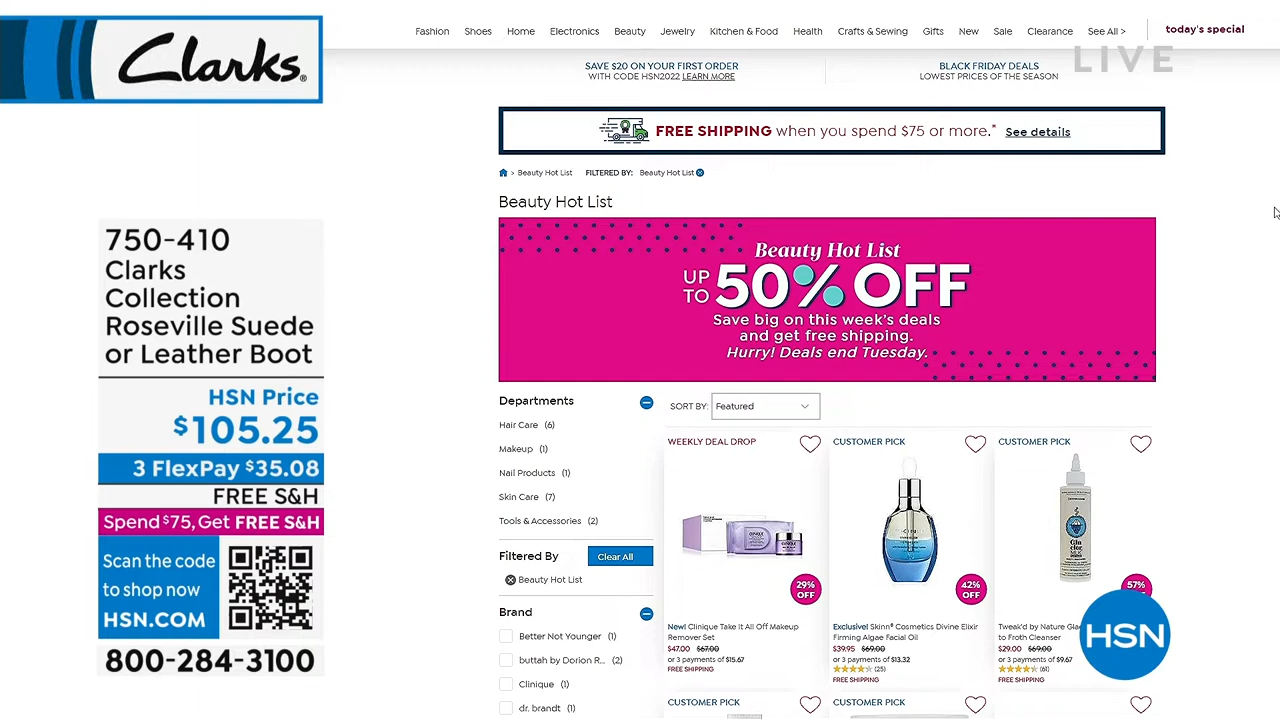 Clarks®
750-410
Clarks
Collection
Roseville Suede
or Leather Boot
HSN Price
$105.25
3 FlexPay $35.08
FREE S&H
Spend $75, Get FREE S&H
Scan the code
to shop now
HSN.COM
800-284-3100
Fashion Shoes Home Electronics Beauty Jewelry Kitchen & Food Health Crafts & Sewing Gifts New Sale Clearance See All > today's special
LIVE
SAVE $20 ON YOUR FIRST ORDER
WITH CODE HSN2022 LEARN MORE
BLACK FRIDAY DEALS
LOWEST PRICES OF THE SEASON
FREE SHIPPING when you spend $75 or more.* See details
> Beauty Hot List FILTERED BY: Beauty Hot List
Beauty Hot List
Beauty Hot List
UP TO 50% OFF
Save big on this week's deals
and get free shipping.
Hurry! Deals end Tuesday.
Departments
Hair Care (6)
Makeup (1)
Nail Products (1)
Skin Care (7)
Tools & Accessories (2)
Filtered By Clear All
Beauty Hot List
Brand
Better Not Younger (1)
buttah by Dorion R... (2)
Clinique (1)
dr. brandt (1)
SORT BY: Featured
WEEKLY DEAL DROP
CLINIQUE
29%
OFF
New! Clinique Take It All Off Makeup
Remover Set
$47.00 $67.00
or 3 payments of $15.67
FREE SHIPPING
CUSTOMER PICK
42%
OFF
Exclusive! Skinn® Cosmetics Divine Elixir
Firming Algae Facial Oil
$39.95 $69.00
or 3 payments of $13.32
(25)
FREE SHIPPING
CUSTOMER PICK
57%
Tweak'd by Nature
to Froth Cleanser
$29.00 $69.00
or 3 payments of $9.67
(61)
FREE SHIPPING
HSN
CUSTOMER PICK
CUSTOMER PICK